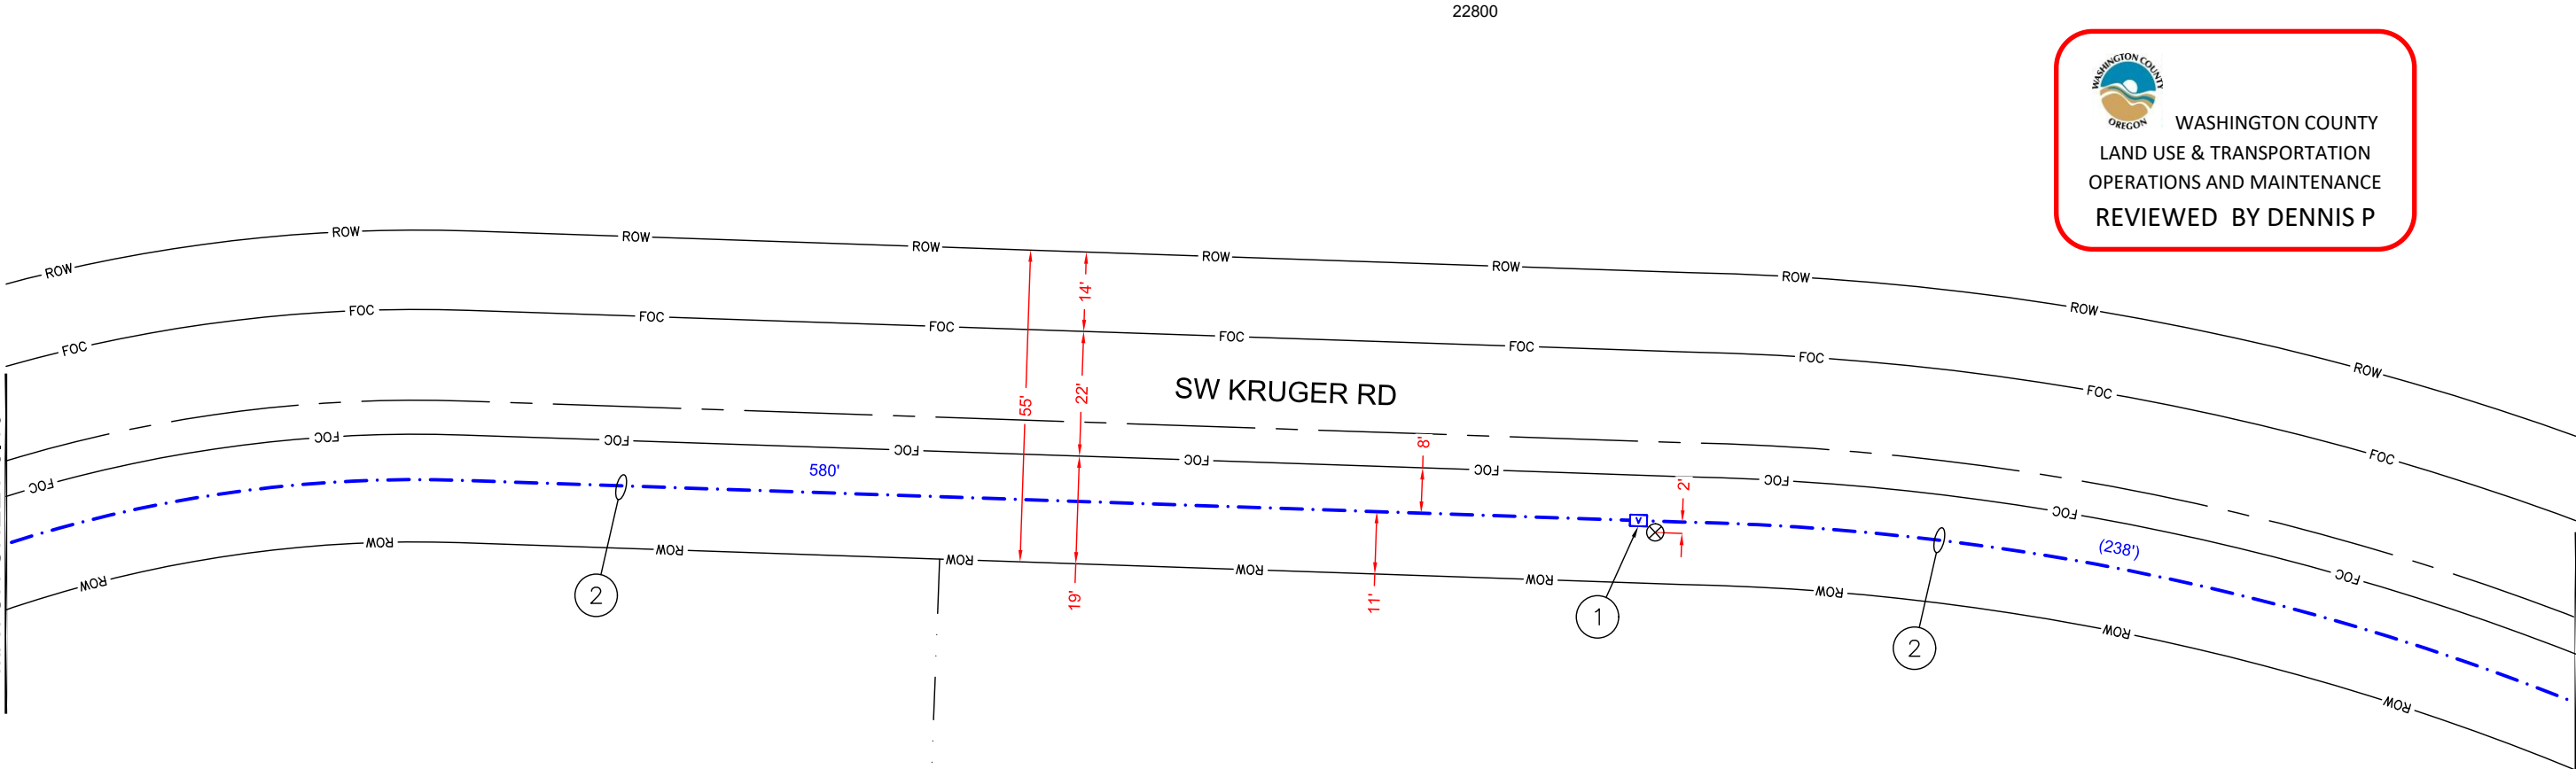 22800
WASHINGTON COUNTY
OREGON
WASHINGTON COUNTY
LAND USE & TRANSPORTATION
OPERATIONS AND MAINTENANCE
REVIEWED BY DENNIS P
ROW ROW ROW ROW ROW ROW ROW ROW ROW
14'
FOC FOC FOC FOC FOC FOC FOC FOC FOC
55' 22'
SW KRUGER RD
FOC FOC FOC FOC FOC FOC FOC FOC FOC
8'
580'
2'
(238')
ROW ROW ROW ROW ROW ROW ROW ROW ROW
19' 11'
2 1 2
V